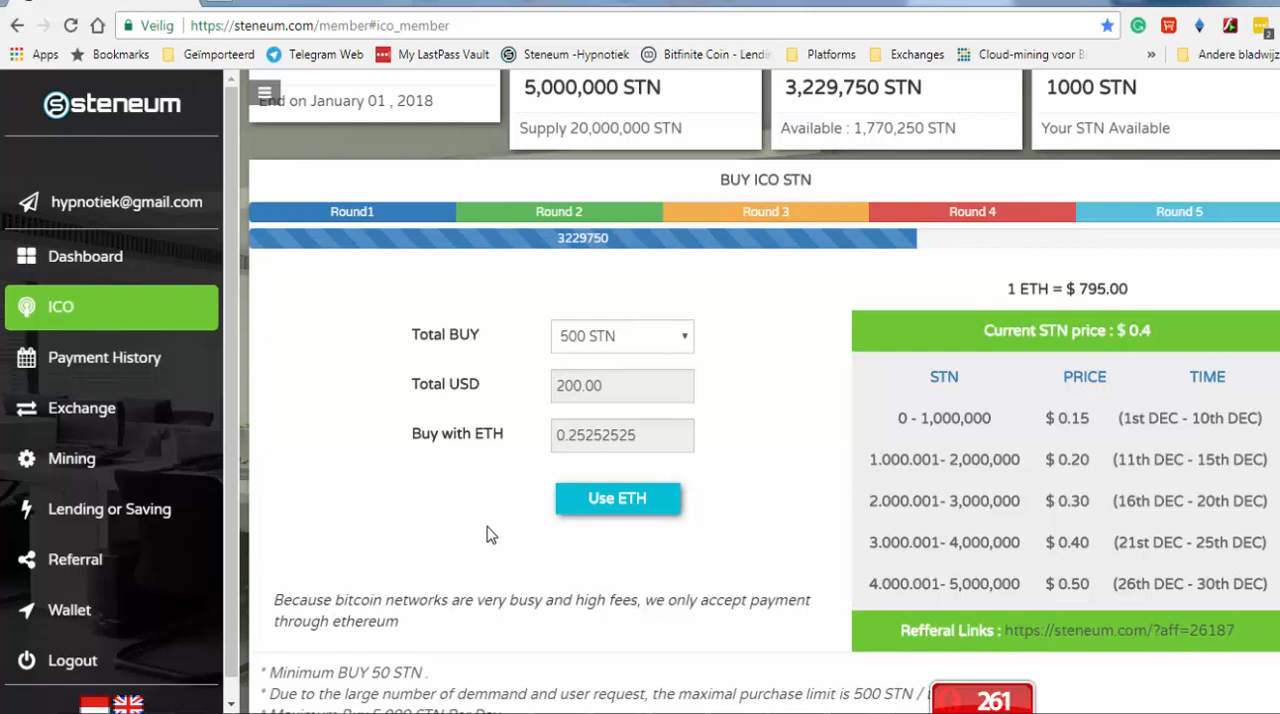 Veilig
https://steneum.com/member#ico_member
Apps
Bookmarks
Geïmporteerd
Telegram Web
My LastPass Vault
Steneum -Hypnotiek
Bitfinite Coin - Lendin
Platforms
Exchanges
Cloud-mining voor Bi
»
Andere bladwijz
2
steneum
hypnotiek@gmail.com
Dashboard
ICO
Payment History
Exchange
Mining
Lending or Saving
Referral
Wallet
Logout
End on January 01 , 2018
5,000,000 STN
Supply 20,000,000 STN
3,229,750 STN
Available : 1,770,250 STN
1000 STN
Your STN Available
BUY ICO STN
Round1 Round 2 Round 3 Round 4 Round 5
3229750
Total BUY 500 STN
Total USD 200.00
Buy with ETH 0.25252525
Use ETH
Because bitcoin networks are very busy and high fees, we only accept payment
through ethereum
1 ETH = $ 795.00
Current STN price : $ 0.4
STN PRICE TIME
0 - 1,000,000 $ 0.15 (1st DEC - 10th DEC)
1.000.001- 2,000,000 $ 0.20 (11th DEC - 15th DEC)
2.000.001- 3,000,000 $ 0.30 (16th DEC - 20th DEC)
3.000.001- 4,000,000 $ 0.40 (21st DEC - 25th DEC)
4.000.001- 5,000,000 $ 0.50 (26th DEC - 30th DEC)
Refferal Links : https://steneum.com/?aff=26187
* Minimum BUY 50 STN .
* Due to the large number of demmand and user request, the maximal purchase limit is 500 STN /
* Maximum Buy 5.000 STN Per Day
261